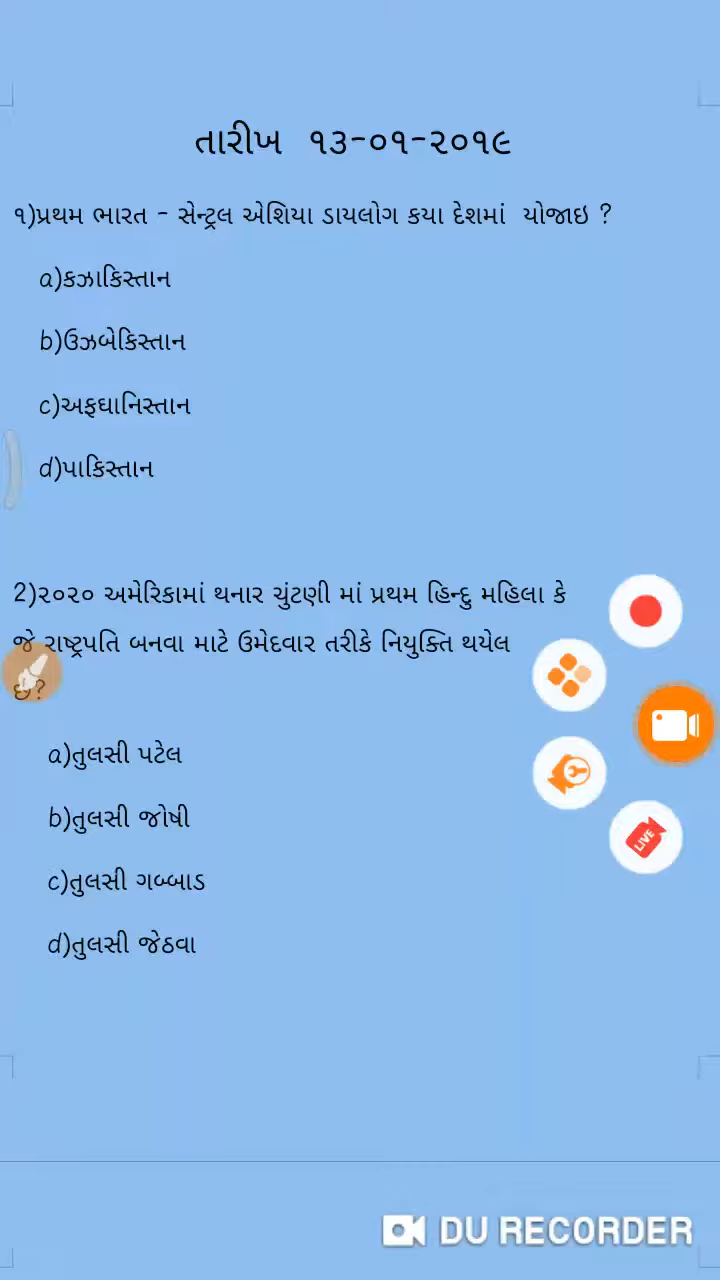 તારીખ ૧૩-૦૧-૨૦૧૯
૧)પ્રથમ ભારત - સેન્ટ્રલ એશિયા ડાયલોગ કયા દેશમાં યોજાઇ ?
a)કઝાકિસ્તાન
b)ઉઝબેકિસ્તાન
c)અફઘાનિસ્તાન
d)પાકિસ્તાન
2)૨૦૨૦ અમેરિકામાં થનાર ચુંટણી માં પ્રથમ હિન્દુ મહિલા કે
જે રાષ્ટ્રપતિ બનવા માટે ઉમેદવાર તરીકે નિયુક્તિ થયેલ
છે?
a)તુલસી પટેલ
b)તુલસી જોષી
c)તુલસી ગબ્બાડ
d)તુલસી જેઠવા
LIVE
DU RECORDER